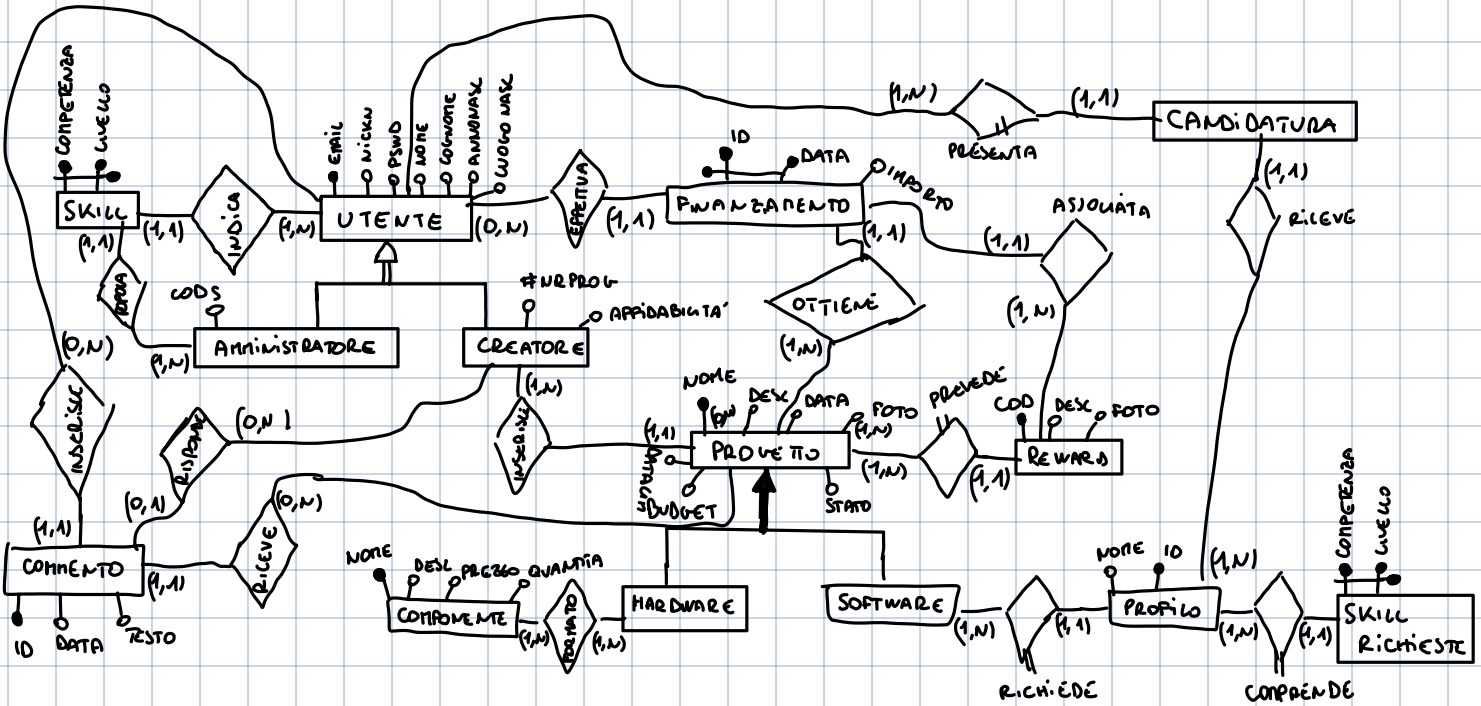 COMPETENZA
LIVELLO
SKILL
(1,1)
(1,1)
INDICA
(1,N)
EMAIL
NICKN
PSWD
NOME
COGNOME
ANNONASC
LUOGO NASC
UTENTE
(0,N)
EFFETTUA
(1,1)
ID
DATA
IMPORTO
FINANZIAMENTO
(1,1)
(1,N)
PRESENTA
(1,1)
CANDIDATURA
(1,1)
RICEVE
ASSOCIATA
(1,1)
(1,N)
OTTIENE
(1,N)
POPOLA
CODS
(1,N)
AMMINISTRATORE
#NRPROG
AFFIDABILITA'
CREATORE
(1,N)
(0,N)
INSERISCE
RISPONDE
(0,N)
(0,1)
INSERISCE
(1,1)
NOME
(0,N)
DESC
DATA
FOTO
(1,N)
PROGETTO
BUDGET
STATO
(1,N)
PREVEDE
(1,1)
COD
DESC
FOTO
REWARD
(1,1)
COMMENTO
(1,1)
ID
DATA
TESTO
RICEVE
(0,N)
NOME
DESC
PREZZO
QUANTITA
COMPONENTE
(1,N)
FORMATO
(1,N)
HARDWARE
SOFTWARE
(1,N)
RICHIEDE
(1,1)
NOME
ID
PROFILO
(1,N)
(1,N)
COMPRENDE
(1,1)
COMPETENZA
LIVELLO
SKILL
RICHIESTE